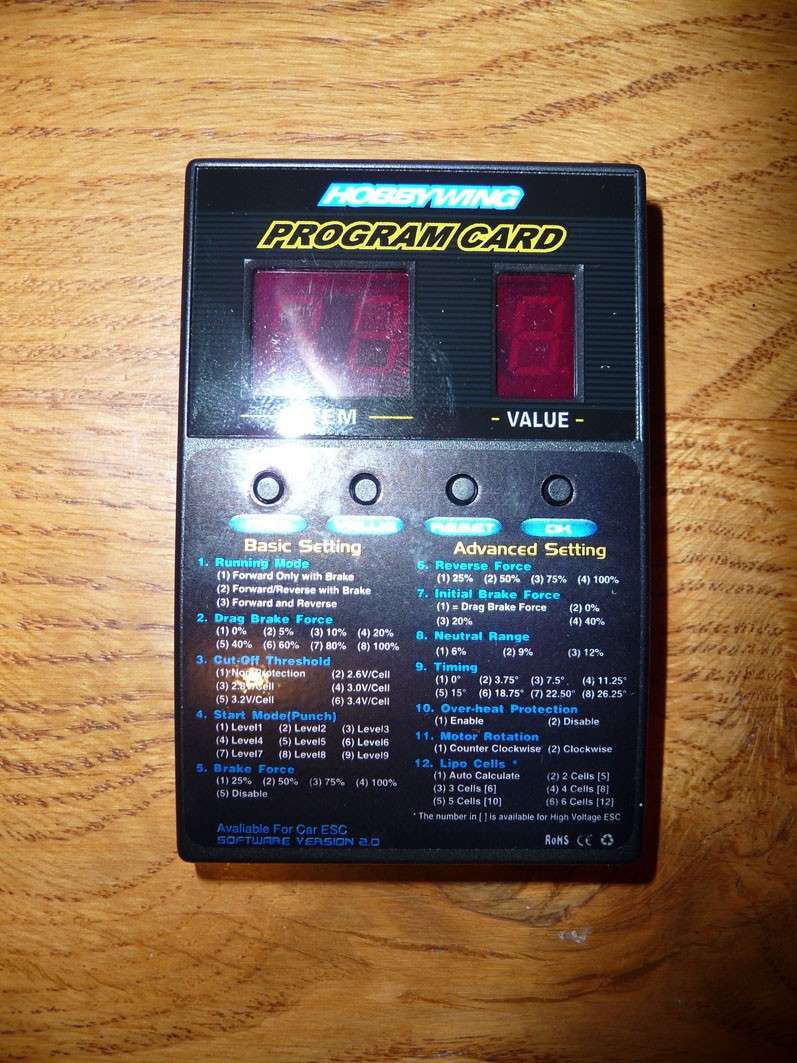 HOBBYWING
PROGRAM CARD
VALUE
VALUE RESET OK
Basic Setting
1. Running Mode
(1) Forward Only with Brake
(2) Forward/Reverse with Brake
(3) Forward and Reverse
2. Drag Brake Force
(1) 0% (2) 5% (3) 10% (4) 20%
(5) 40% (6) 60% (7) 80% (8) 100%
3. Cut-Off Threshold
(1) Non-Protection (2) 2.6V/Cell
(3) 2.8V/Cell (4) 3.0V/Cell
(5) 3.2V/Cell (6) 3.4V/Cell
4. Start Mode(Punch)
(1) Level1 (2) Level2 (3) Level3
(4) Level4 (5) Level5 (6) Level6
(7) Level7 (8) Level8 (9) Level9
5. Brake Force
(1) 25% (2) 50% (3) 75% (4) 100%
(5) Disable
Avaliable For Car ESC
SOFTWARE VERSION 2.0
Advanced Setting
6. Reverse Force
(1) 25% (2) 50% (3) 75% (4) 100%
7. Initial Brake Force
(1) = Drag Brake Force (2) 0%
(3) 20% (4) 40%
8. Neutral Range
(1) 6% (2) 9% (3) 12%
9. Timing
(1) 0° (2) 3.75° (3) 7.5° (4) 11.25°
(5) 15° (6) 18.75° (7) 22.50° (8) 26.25°
10. Over-heat Protection
(1) Enable (2) Disable
11. Motor Rotation
(1) Counter Clockwise (2) Clockwise
12. Lipo Cells *
(1) Auto Calculate (2) 2 Cells [5]
(3) 3 Cells [6] (4) 4 Cells [8]
(5) 5 Cells [10] (6) 6 Cells [12]
* The number in [ ] is available for High Voltage ESC
RoHS CE